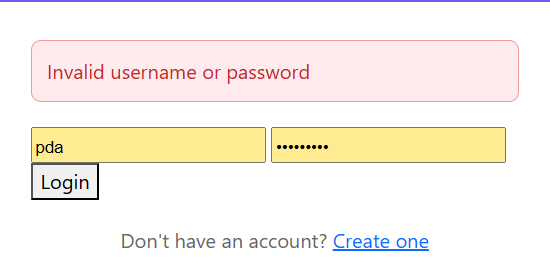 Invalid username or password
pda •••••••••
Login
Don't have an account? Create one